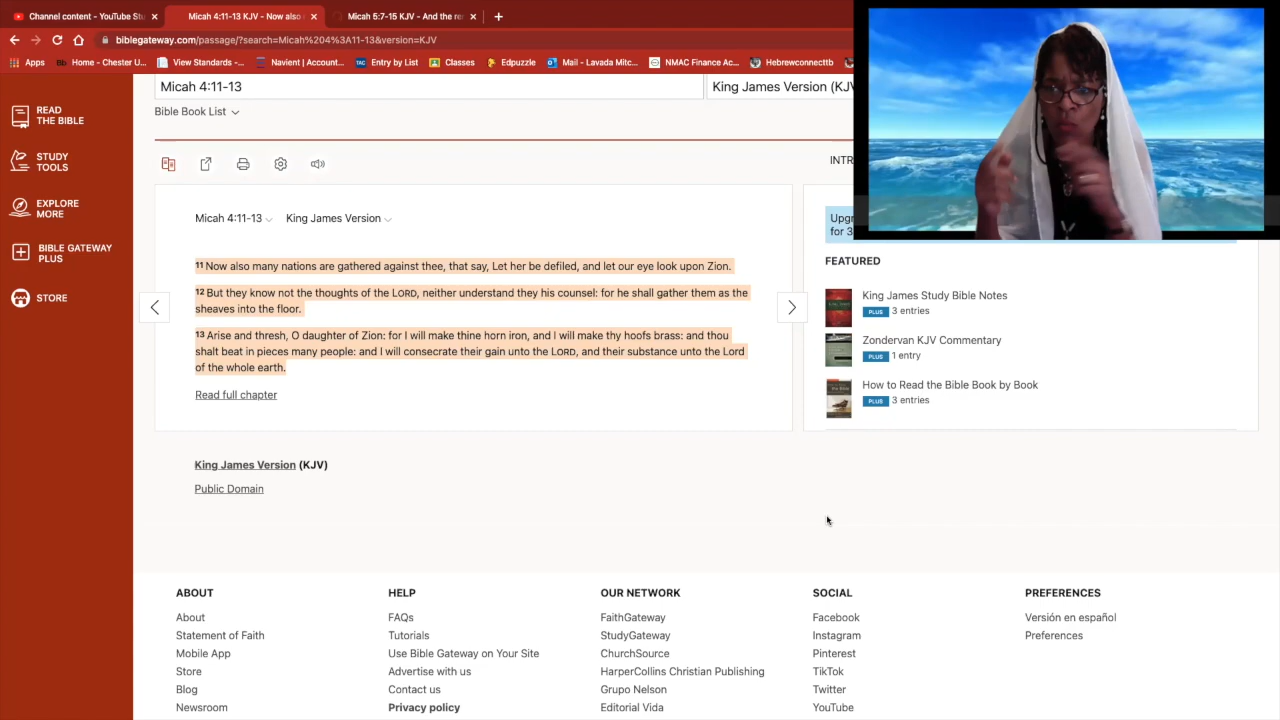 Channel content - YouTube Stu
Micah 4:11-13 KJV - Now also
Micah 5:7-15 KJV - And the re
biblegateway.com/passage/?search=Micah%204%3A11-13&version=KJV
Apps
Home - Chester U...
View Standards -...
Navient | Account...
Entry by List
Classes
Edpuzzle
Mail - Lavada Mitc...
NMAC Finance Ac...
Hebrewconnecttb
Micah 4:11-13
King James Version (KJV
Bible Book List
READ
THE BIBLE
STUDY
TOOLS
EXPLORE
MORE
BIBLE GATEWAY
PLUS
STORE
INTR
Micah 4:11-13
King James Version
11 Now also many nations are gathered against thee, that say, Let her be defiled, and let our eye look upon Zion.
12 But they know not the thoughts of the LORD, neither understand they his counsel: for he shall gather them as the
sheaves into the floor.
13 Arise and thresh, O daughter of Zion: for I will make thine horn iron, and I will make thy hoofs brass: and thou
shalt beat in pieces many people: and I will consecrate their gain unto the LORD, and their substance unto the Lord
of the whole earth.
Read full chapter
Upgr
for 3
FEATURED
King James Study Bible Notes
PLUS 3 entries
Zondervan KJV Commentary
PLUS 1 entry
How to Read the Bible Book by Book
PLUS 3 entries
King James Version (KJV)
Public Domain
ABOUT
About
Statement of Faith
Mobile App
Store
Blog
Newsroom
HELP
FAQs
Tutorials
Use Bible Gateway on Your Site
Advertise with us
Contact us
Privacy policy
OUR NETWORK
FaithGateway
StudyGateway
ChurchSource
HarperCollins Christian Publishing
Grupo Nelson
Editorial Vida
SOCIAL
Facebook
Instagram
Pinterest
TikTok
Twitter
YouTube
PREFERENCES
Versión en español
Preferences